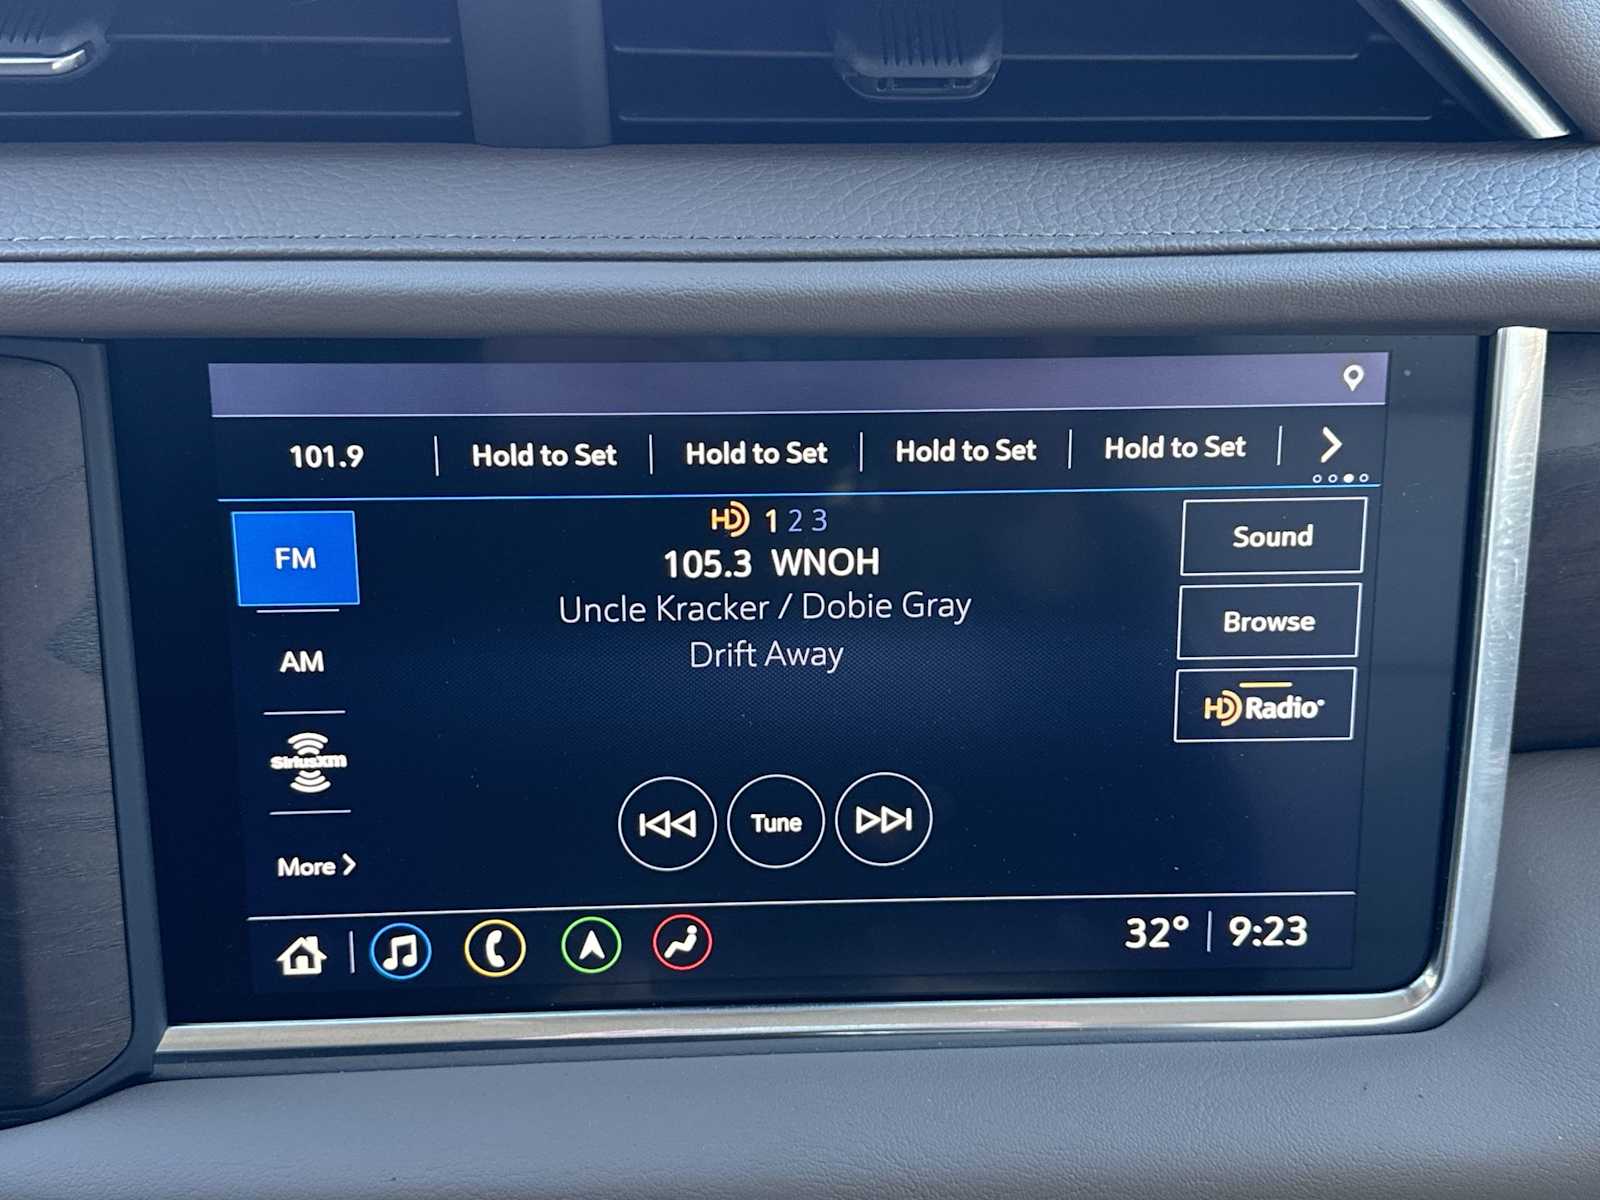 101.9 Hold to Set Hold to Set Hold to Set Hold to Set
HD 1 2 3
105.3 WNOH
Uncle Kracker / Dobie Gray
Drift Away
FM
AM
SiriusXM
More
Sound
Browse
HD Radio
Tune
32° 9:23